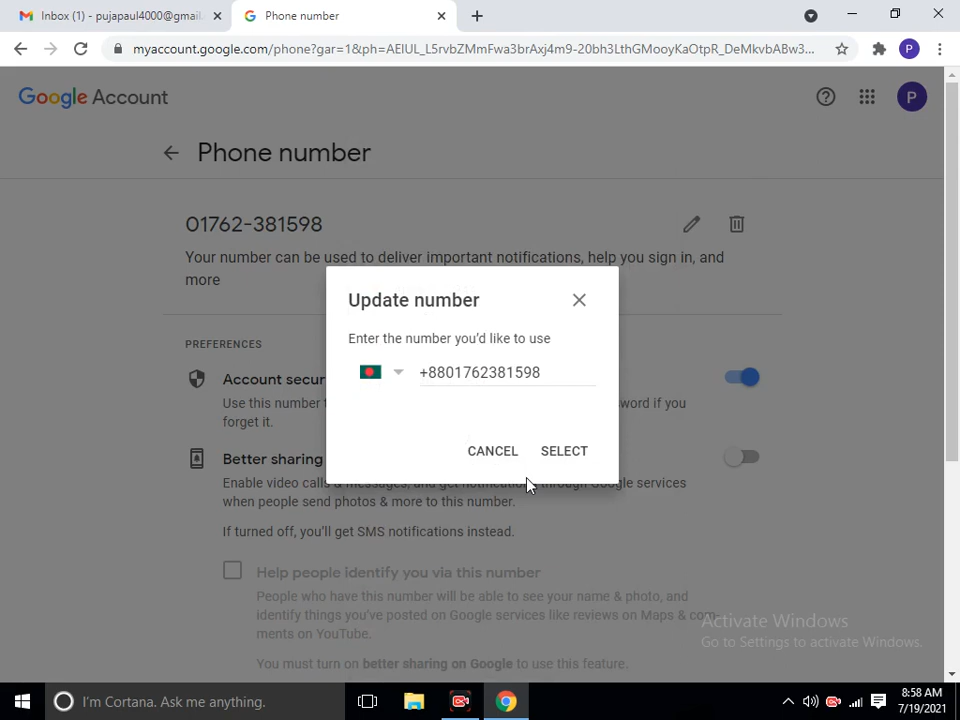 Inbox (1) - pujapaul4000@gmail.
Phone number
myaccount.google.com/phone?gar=1&ph=AEIUL_L5rvbZMmFwa3brAxj4m9-20bh3LthGMooyKaOtpR_DeMkvbABw3...
P
Google Account
P
Phone number
01762-381598
Your number can be used to deliver important notifications, help you sign in, and
more
Update number
Enter the number you'd like to use
+8801762381598
CANCEL SELECT
PREFERENCES
Account secur
Use this number t
sword if you
forget it.
Better sharing
Enable video calls & messages, and get notifications through Google services
when people send photos & more to this number.
If turned off, you'll get SMS notifications instead.
Help people identify you via this number
People who have this number will be able to see your name & photo, and
identify things you've posted on Google services like reviews on Maps & com-
ments on YouTube.
You must turn on better sharing on Google to use this feature.
Activate Windows
Go to Settings to activate Windows.
I'm Cortana. Ask me anything.
8:58 AM
7/19/2021